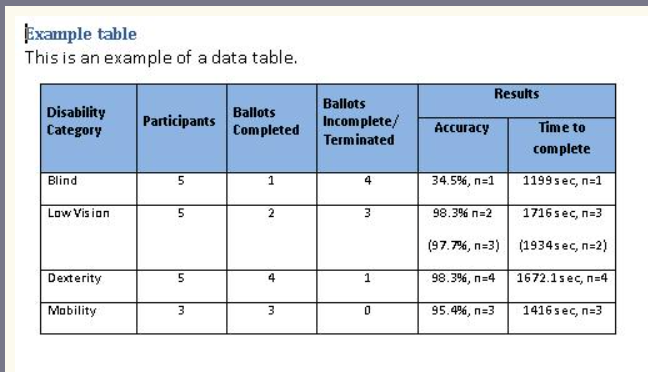 Example table
This is an example of a data table.
Disability Category Participants Ballots Completed Ballots Incomplete/ Terminated Results
Accuracy Time to complete
Blind 5 1 4 34.5%, n=1 1199 sec, n=1
Low Vision 5 2 3 98.3% n=2 1716 sec, n=3
(97.7%, n=3) (1934 sec, n=2)
Dexterity 5 4 1 98.3%, n=4 1672.1 sec, n=4
Mobility 3 3 0 95.4%, n=3 1416 sec, n=3